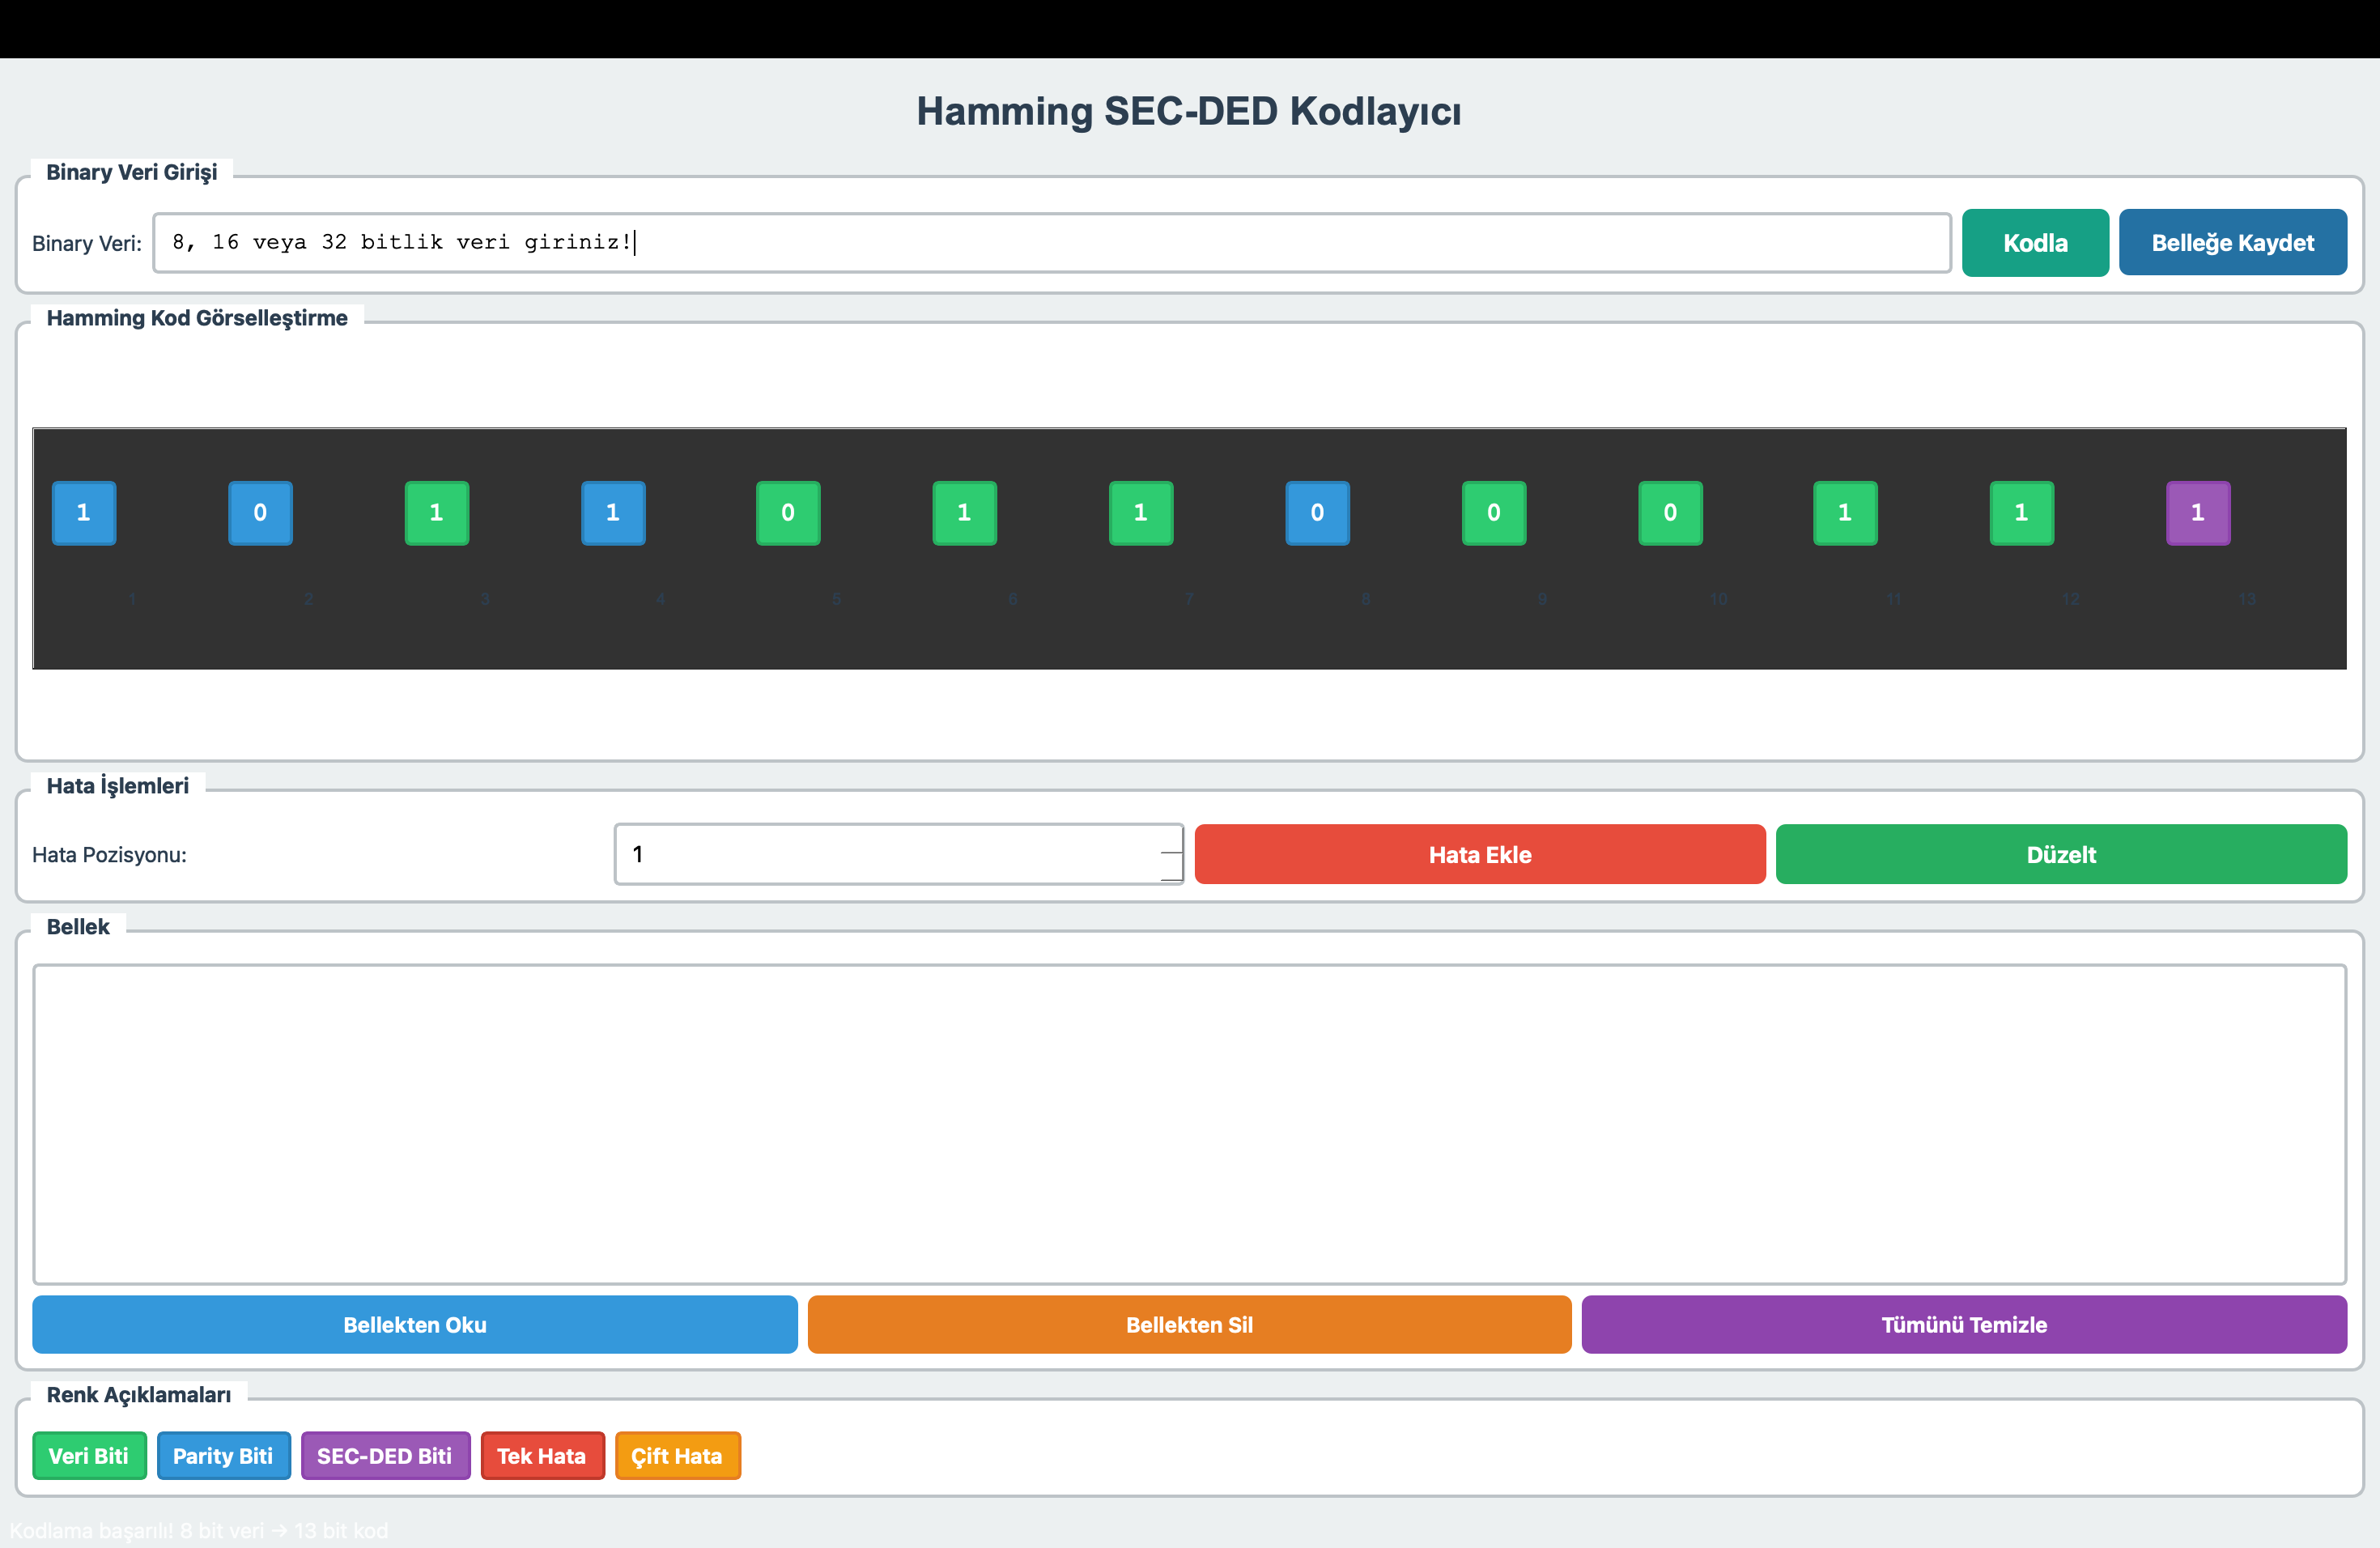 Hamming SEC-DED Kodlayıcı
Binary Veri Girişi
Binary Veri: 8, 16 veya 32 bitlik veri giriniz! Kodla Belleğe Kaydet
Hamming Kod Görselleştirme
1 0 1 1 0 1 1 0 0 0 1 1 1
1 2 3 4 5 6 7 8 9 10 11 12 13
Hata İşlemleri
Hata Pozisyonu: 1 Hata Ekle Düzelt
Bellek
Bellekten Oku Bellekten Sil Tümünü Temizle
Renk Açıklamaları
Veri Biti Parity Biti SEC-DED Biti Tek Hata Çift Hata
Kodlama başarılı! 8 bit veri → 13 bit kod